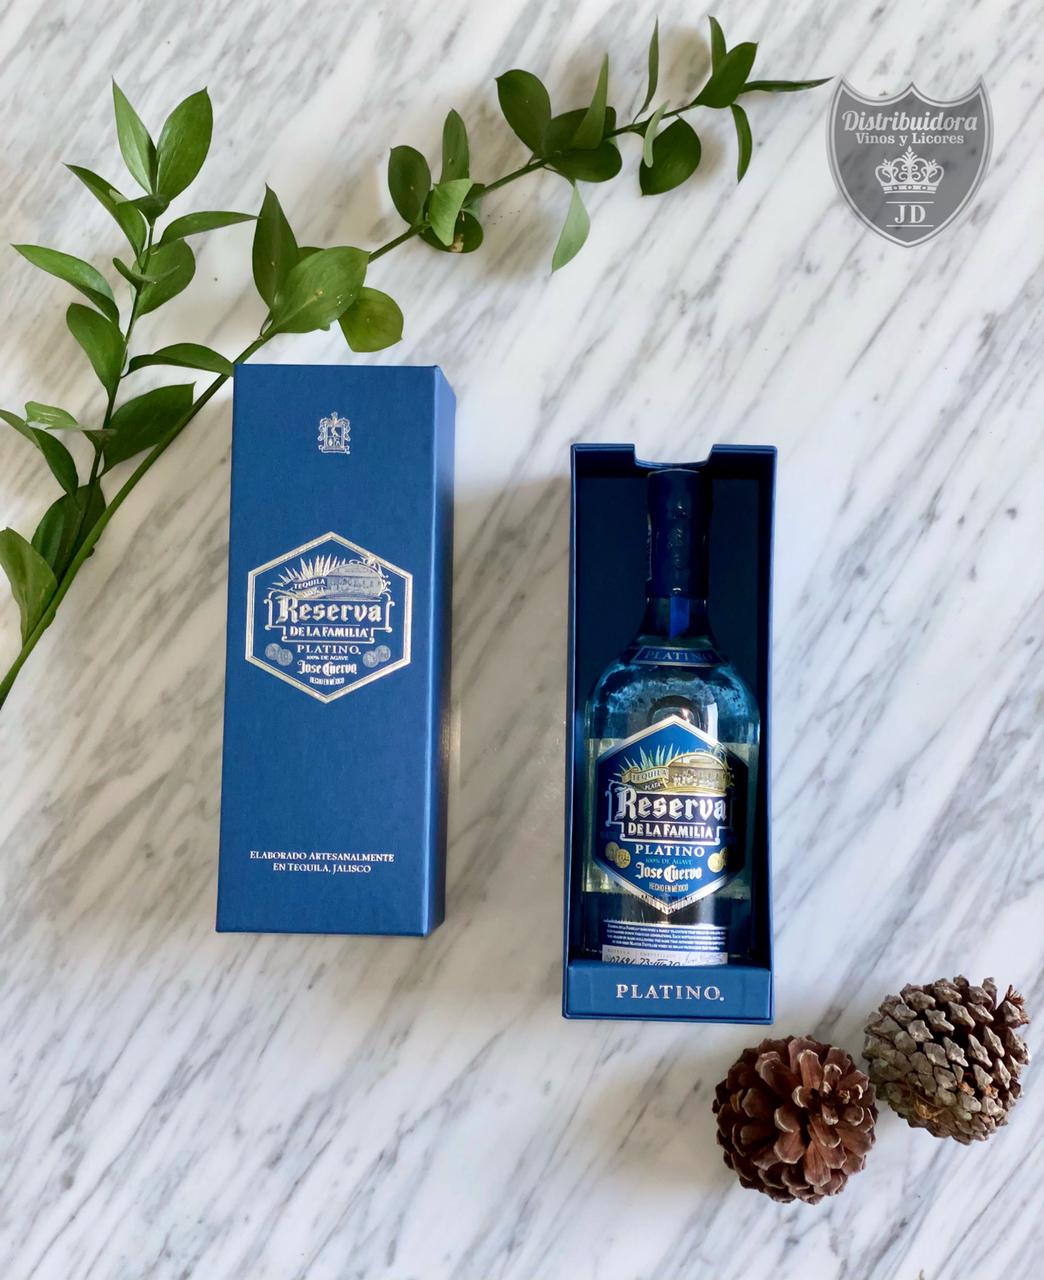 Distribuidora
Vinos y Licores
JD
TEQUILA
Reserva
DE LA FAMILIA
PLATINO.
100% DE AGAVE
Jose Cuervo
HECHO EN MÉXICO
ELABORADO ARTESANALMENTE
EN TEQUILA, JALISCO
PLATINO
TEQUILA
PLATA
Reserva
DE LA FAMILIA
PLATINO
100% DE AGAVE
Jose Cuervo
HECHO EN MÉXICO
PLATINO.